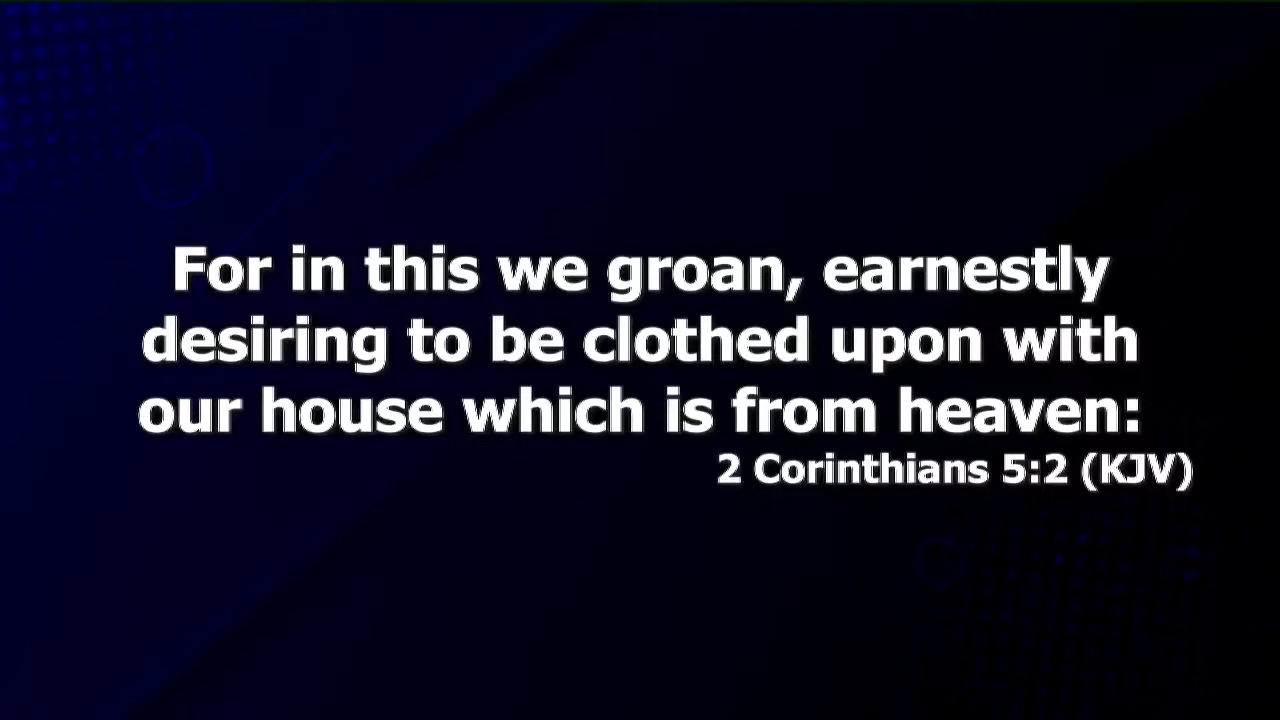 For in this we groan, earnestly
desiring to be clothed upon with
our house which is from heaven:
2 Corinthians 5:2 (KJV)